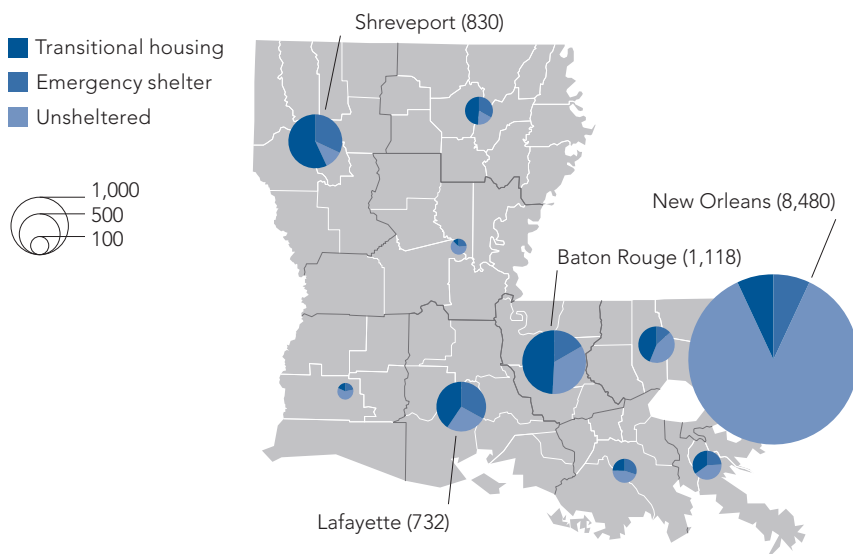 Shreveport (830)
Transitional housing
Emergency shelter
Unsheltered
1,000
500
100
New Orleans (8,480)
Baton Rouge (1,118)
Lafayette (732)